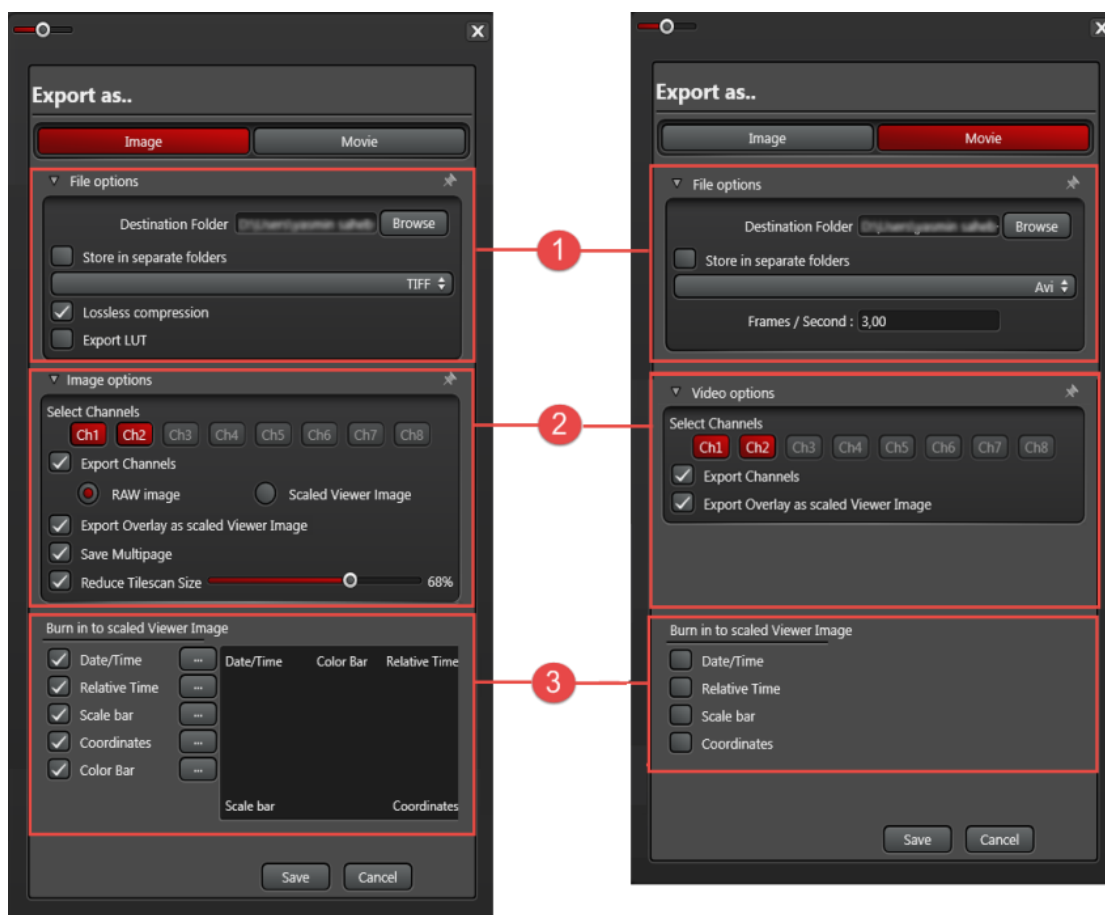 X
Export as..
Image Movie
File options
Destination Folder Browse
Store in separate folders
TIFF
Lossless compression
Export LUT
Image options
Select Channels
Ch1 Ch2 Ch3 Ch4 Ch5 Ch6 Ch7 Ch8
Export Channels
RAW image Scaled Viewer Image
Export Overlay as scaled Viewer Image
Save Multipage
Reduce Tilescan Size 68%
Burn in to scaled Viewer Image
Date/Time ... Date/Time Color Bar Relative Time
Relative Time ...
Scale bar ...
Coordinates ...
Color Bar ...
Scale bar Coordinates
Save Cancel
1
2
3
X
Export as..
Image Movie
File options
Destination Folder Browse
Store in separate folders
Avi
Frames / Second : 3,00
Video options
Select Channels
Ch1 Ch2 Ch3 Ch4 Ch5 Ch6 Ch7 Ch8
Export Channels
Export Overlay as scaled Viewer Image
Burn in to scaled Viewer Image
Date/Time
Relative Time
Scale bar
Coordinates
Save Cancel